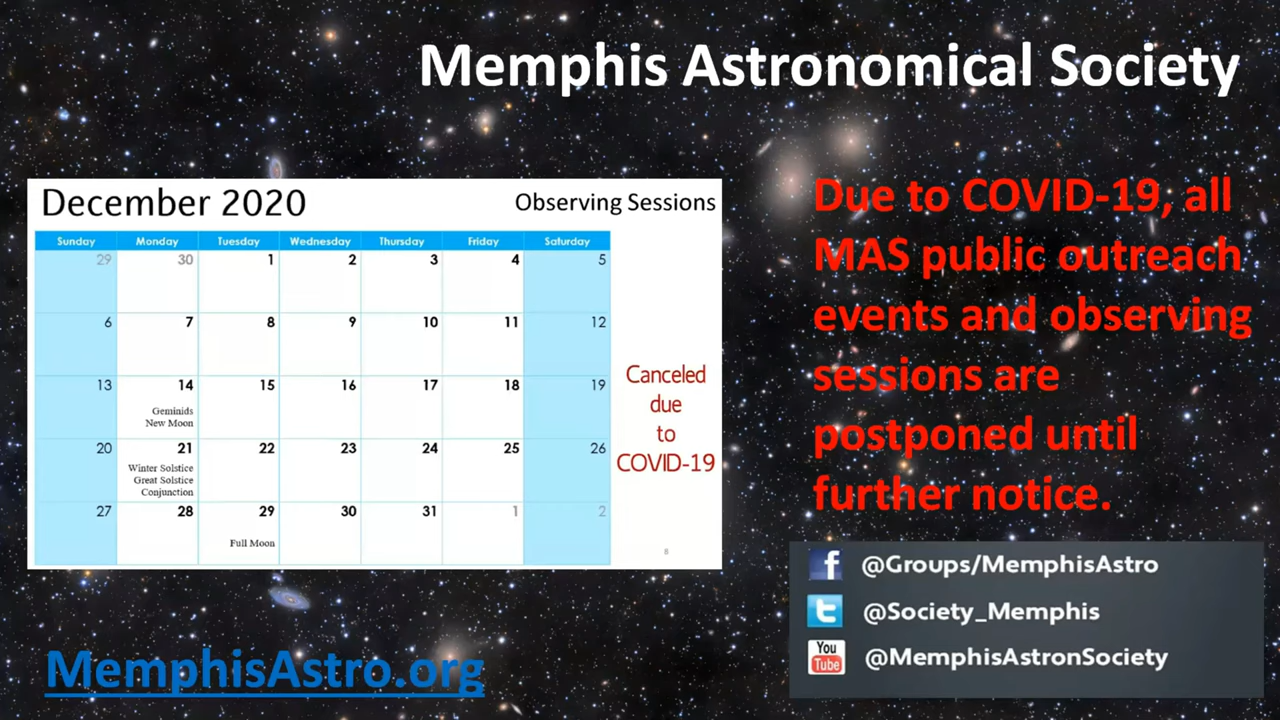 Memphis Astronomical Society
December 2020
Observing Sessions
Sunday Monday Tuesday Wednesday Thursday Friday Saturday
29 30 1 2 3 4 5
6 7 8 9 10 11 12
13 14 15 16 17 18 19
Geminids
New Moon
20 21 22 23 24 25 26
Winter Solstice
Great Solstice
Conjunction
27 28 29 30 31 1 2
Full Moon
Canceled
due
to
COVID-19
8
Due to COVID-19, all
MAS public outreach
events and observing
sessions are
postponed until
further notice.
f @Groups/MemphisAstro
t @Society_Memphis
You
Tube
@MemphisAstronSociety
MemphisAstro.org